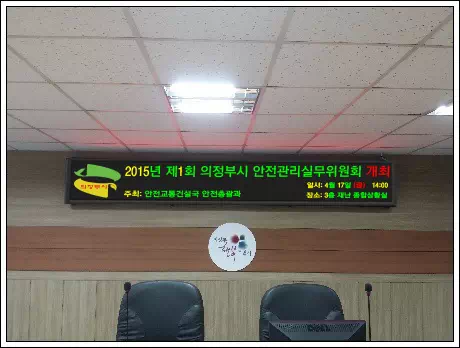 2015년 제1회 의정부시 안전관리실무위원회 개최
의정부시
일시: 4월 17일 (금) 14:00
주최: 안전교통건설국 안전총괄과
장소: 3층 재난 종합상황실